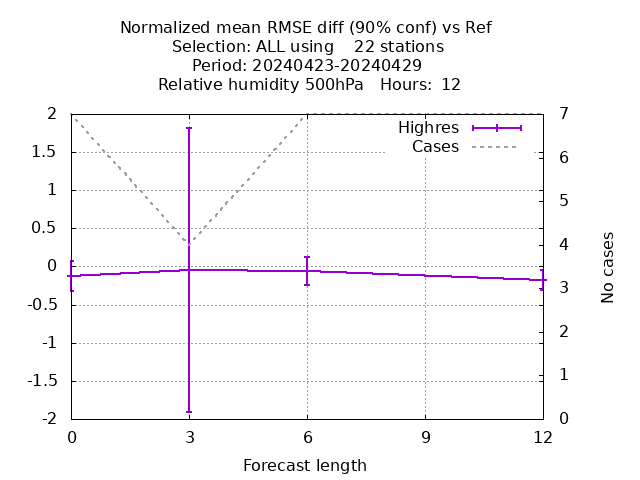 Normalized mean RMSE diff (90% conf) vs Ref
Selection: ALL using    22 stations
Period: 20240423-20240429
Relative humidity 500hPa   Hours:  12
Highres
Cases
2
1.5
1
0.5
0
-0.5
-1
-1.5
-2
7
6
5
4
3
2
1
0
No cases
0
3
6
9
12
Forecast length